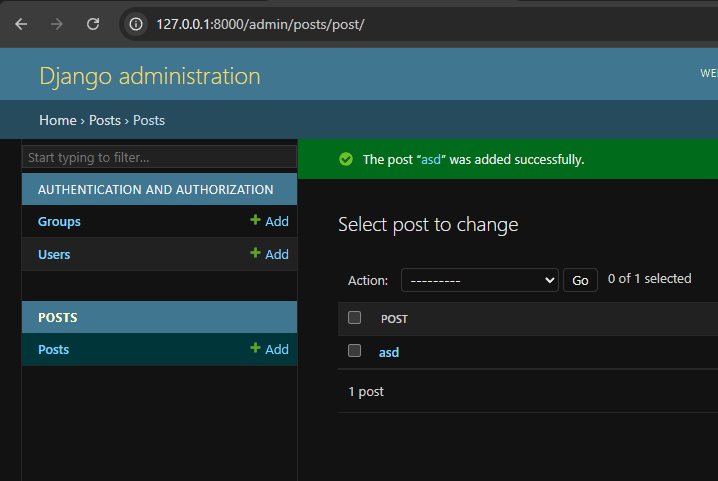 127.0.0.1:8000/admin/posts/post/
Django administration
Home › Posts › Posts
Start typing to filter...
AUTHENTICATION AND AUTHORIZATION
Groups + Add
Users + Add
POSTS
Posts + Add
The post “asd” was added successfully.
Select post to change
Action: --------- Go 0 of 1 selected
POST
asd
1 post